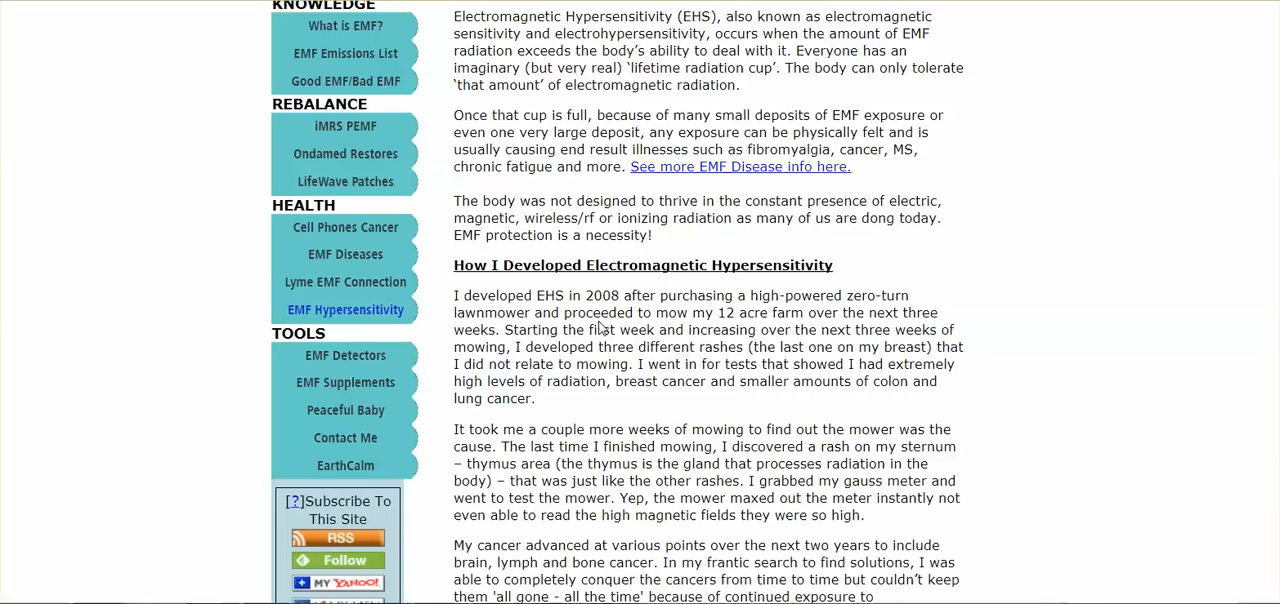 KNOWLEDGE
What is EMF?
EMF Emissions List
Good EMF/Bad EMF
REBALANCE
iMRS PEMF
Ondamed Restores
LifeWave Patches
HEALTH
Cell Phones Cancer
EMF Diseases
Lyme EMF Connection
EMF Hypersensitivity
TOOLS
EMF Detectors
EMF Supplements
Peaceful Baby
Contact Me
EarthCalm
[?]Subscribe To
This Site
RSS
Follow
MY YAHOO!
Electromagnetic Hypersensitivity (EHS), also known as electromagnetic
sensitivity and electrohypersensitivity, occurs when the amount of EMF
radiation exceeds the body's ability to deal with it. Everyone has an
imaginary (but very real) 'lifetime radiation cup'. The body can only tolerate
'that amount' of electromagnetic radiation.
Once that cup is full, because of many small deposits of EMF exposure or
even one very large deposit, any exposure can be physically felt and is
usually causing end result illnesses such as fibromyalgia, cancer, MS,
chronic fatigue and more. See more EMF Disease info here.
The body was not designed to thrive in the constant presence of electric,
magnetic, wireless/rf or ionizing radiation as many of us are dong today.
EMF protection is a necessity!
How I Developed Electromagnetic Hypersensitivity
I developed EHS in 2008 after purchasing a high-powered zero-turn
lawnmower and proceeded to mow my 12 acre farm over the next three
weeks. Starting the first week and increasing over the next three weeks of
mowing, I developed three different rashes (the last one on my breast) that
I did not relate to mowing. I went in for tests that showed I had extremely
high levels of radiation, breast cancer and smaller amounts of colon and
lung cancer.
It took me a couple more weeks of mowing to find out the mower was the
cause. The last time I finished mowing, I discovered a rash on my sternum
– thymus area (the thymus is the gland that processes radiation in the
body) – that was just like the other rashes. I grabbed my gauss meter and
went to test the mower. Yep, the mower maxed out the meter instantly not
even able to read the high magnetic fields they were so high.
My cancer advanced at various points over the next two years to include
brain, lymph and bone cancer. In my frantic search to find solutions, I was
able to completely conquer the cancers from time to time but couldn't keep
them 'all gone - all the time' because of continued exposure to